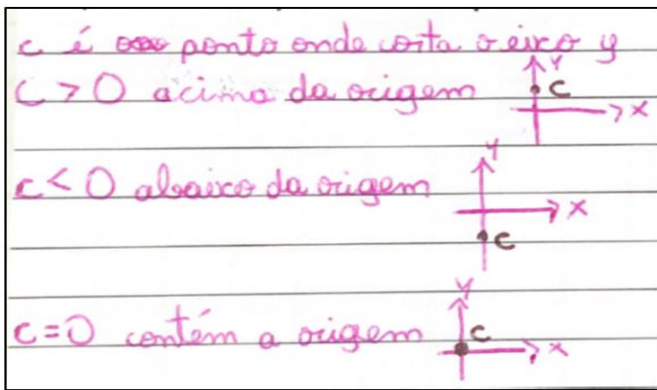 c é ponto onde corta o eixo y
C > 0 acima da origem
Y
C
X
c < 0 abaixo da origem
Y
X
C
c = 0 contém a origem
Y
C
X